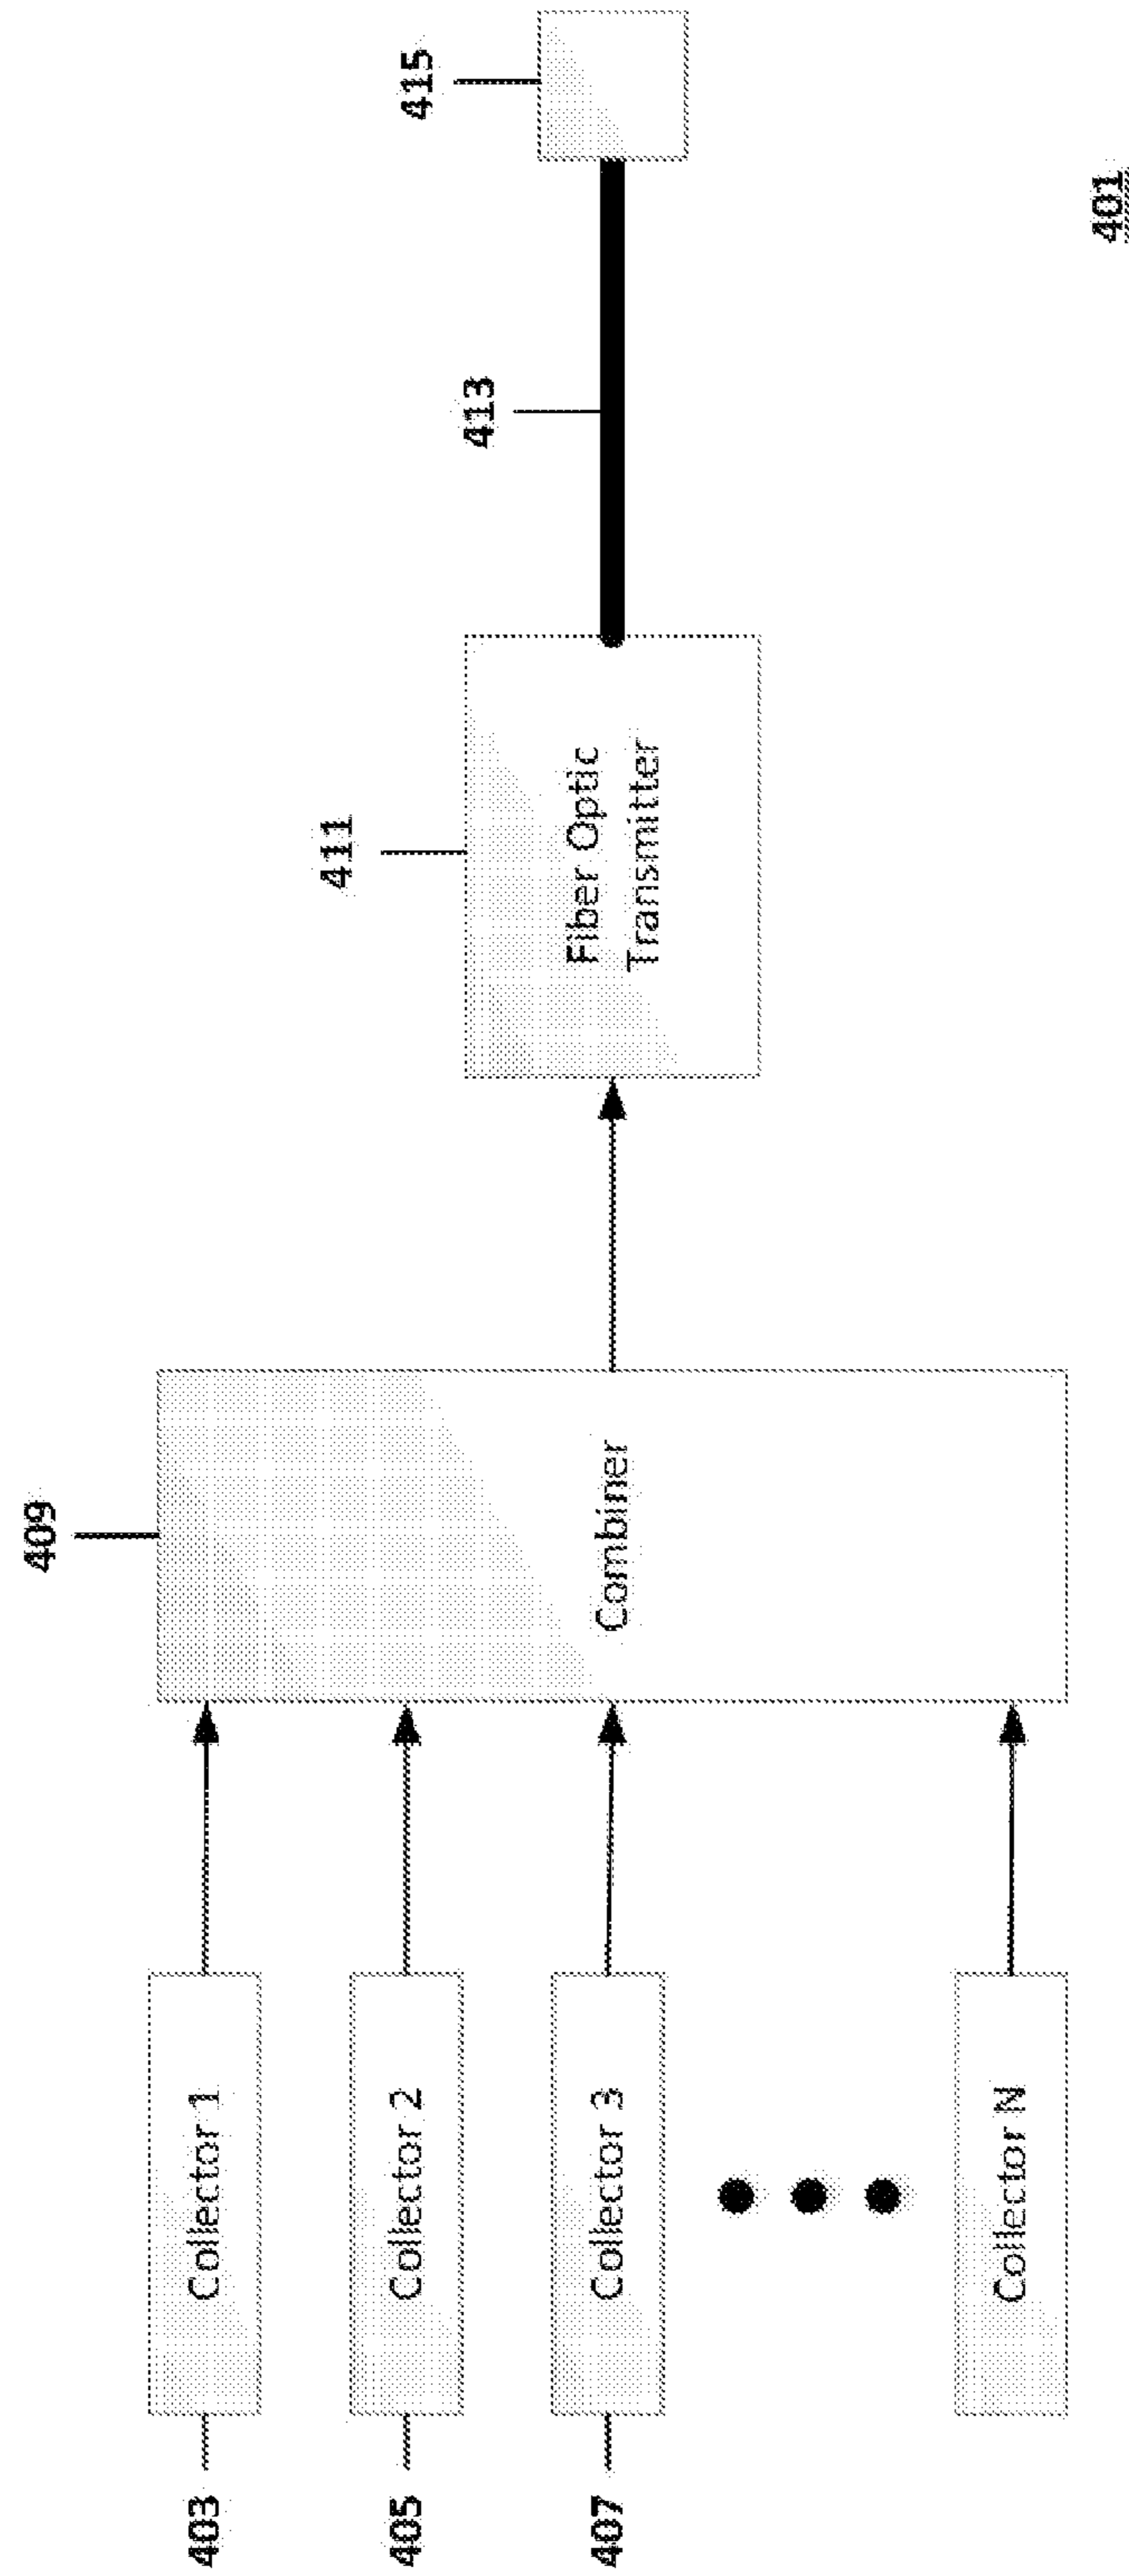 403
Collector 1
405
Collector 2
407
Collector 3
Collector N
409
Combiner
411
Fiber Optic
Transmitter
413
415
401